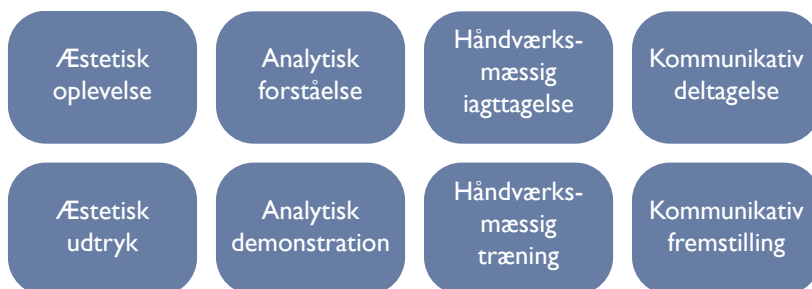 Æstetisk
oplevelse
Analytisk
forståelse
Håndværks-
mæssig
iagttagelse
Kommunikativ
deltagelse
Æstetisk
udtryk
Analytisk
demonstration
Håndværks-
mæssig
træning
Kommunikativ
fremstilling